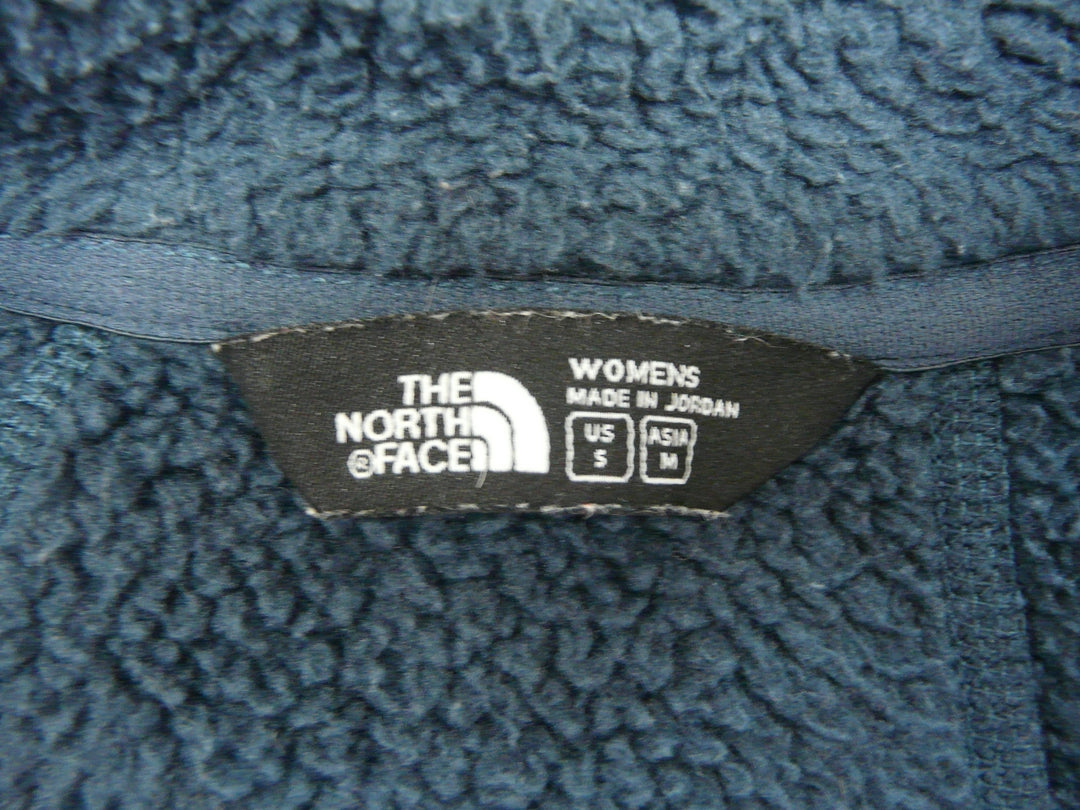 THE
NORTH
®FACE
WOMENS
MADE IN JORDAN
US
S
ASIA
M